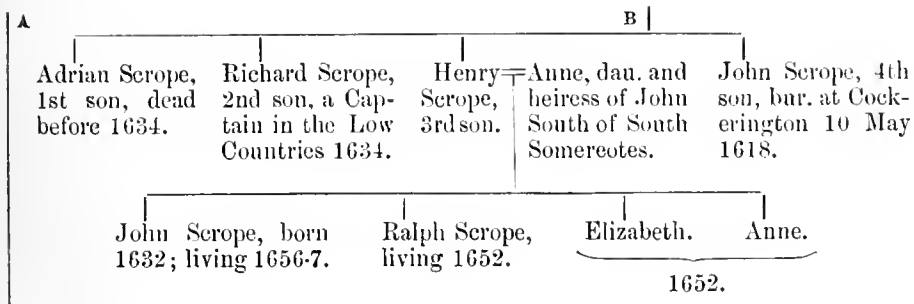 A
B
Adrian Scrope,
1st son, dead
before 1634.
Richard Scrope,
2nd son, a Cap-
tain in the Low
Countries 1634.
Henry
Scrope,
3rd son.
Anne, dau. and
heiress of John
South of South
Somercotes.
John Scrope, 4th
son, bur. at Cock-
erington 10 May
1618.
John Scrope, born
1632; living 1656-7.
Ralph Scrope,
living 1652.
Elizabeth.
Anne.
1652.